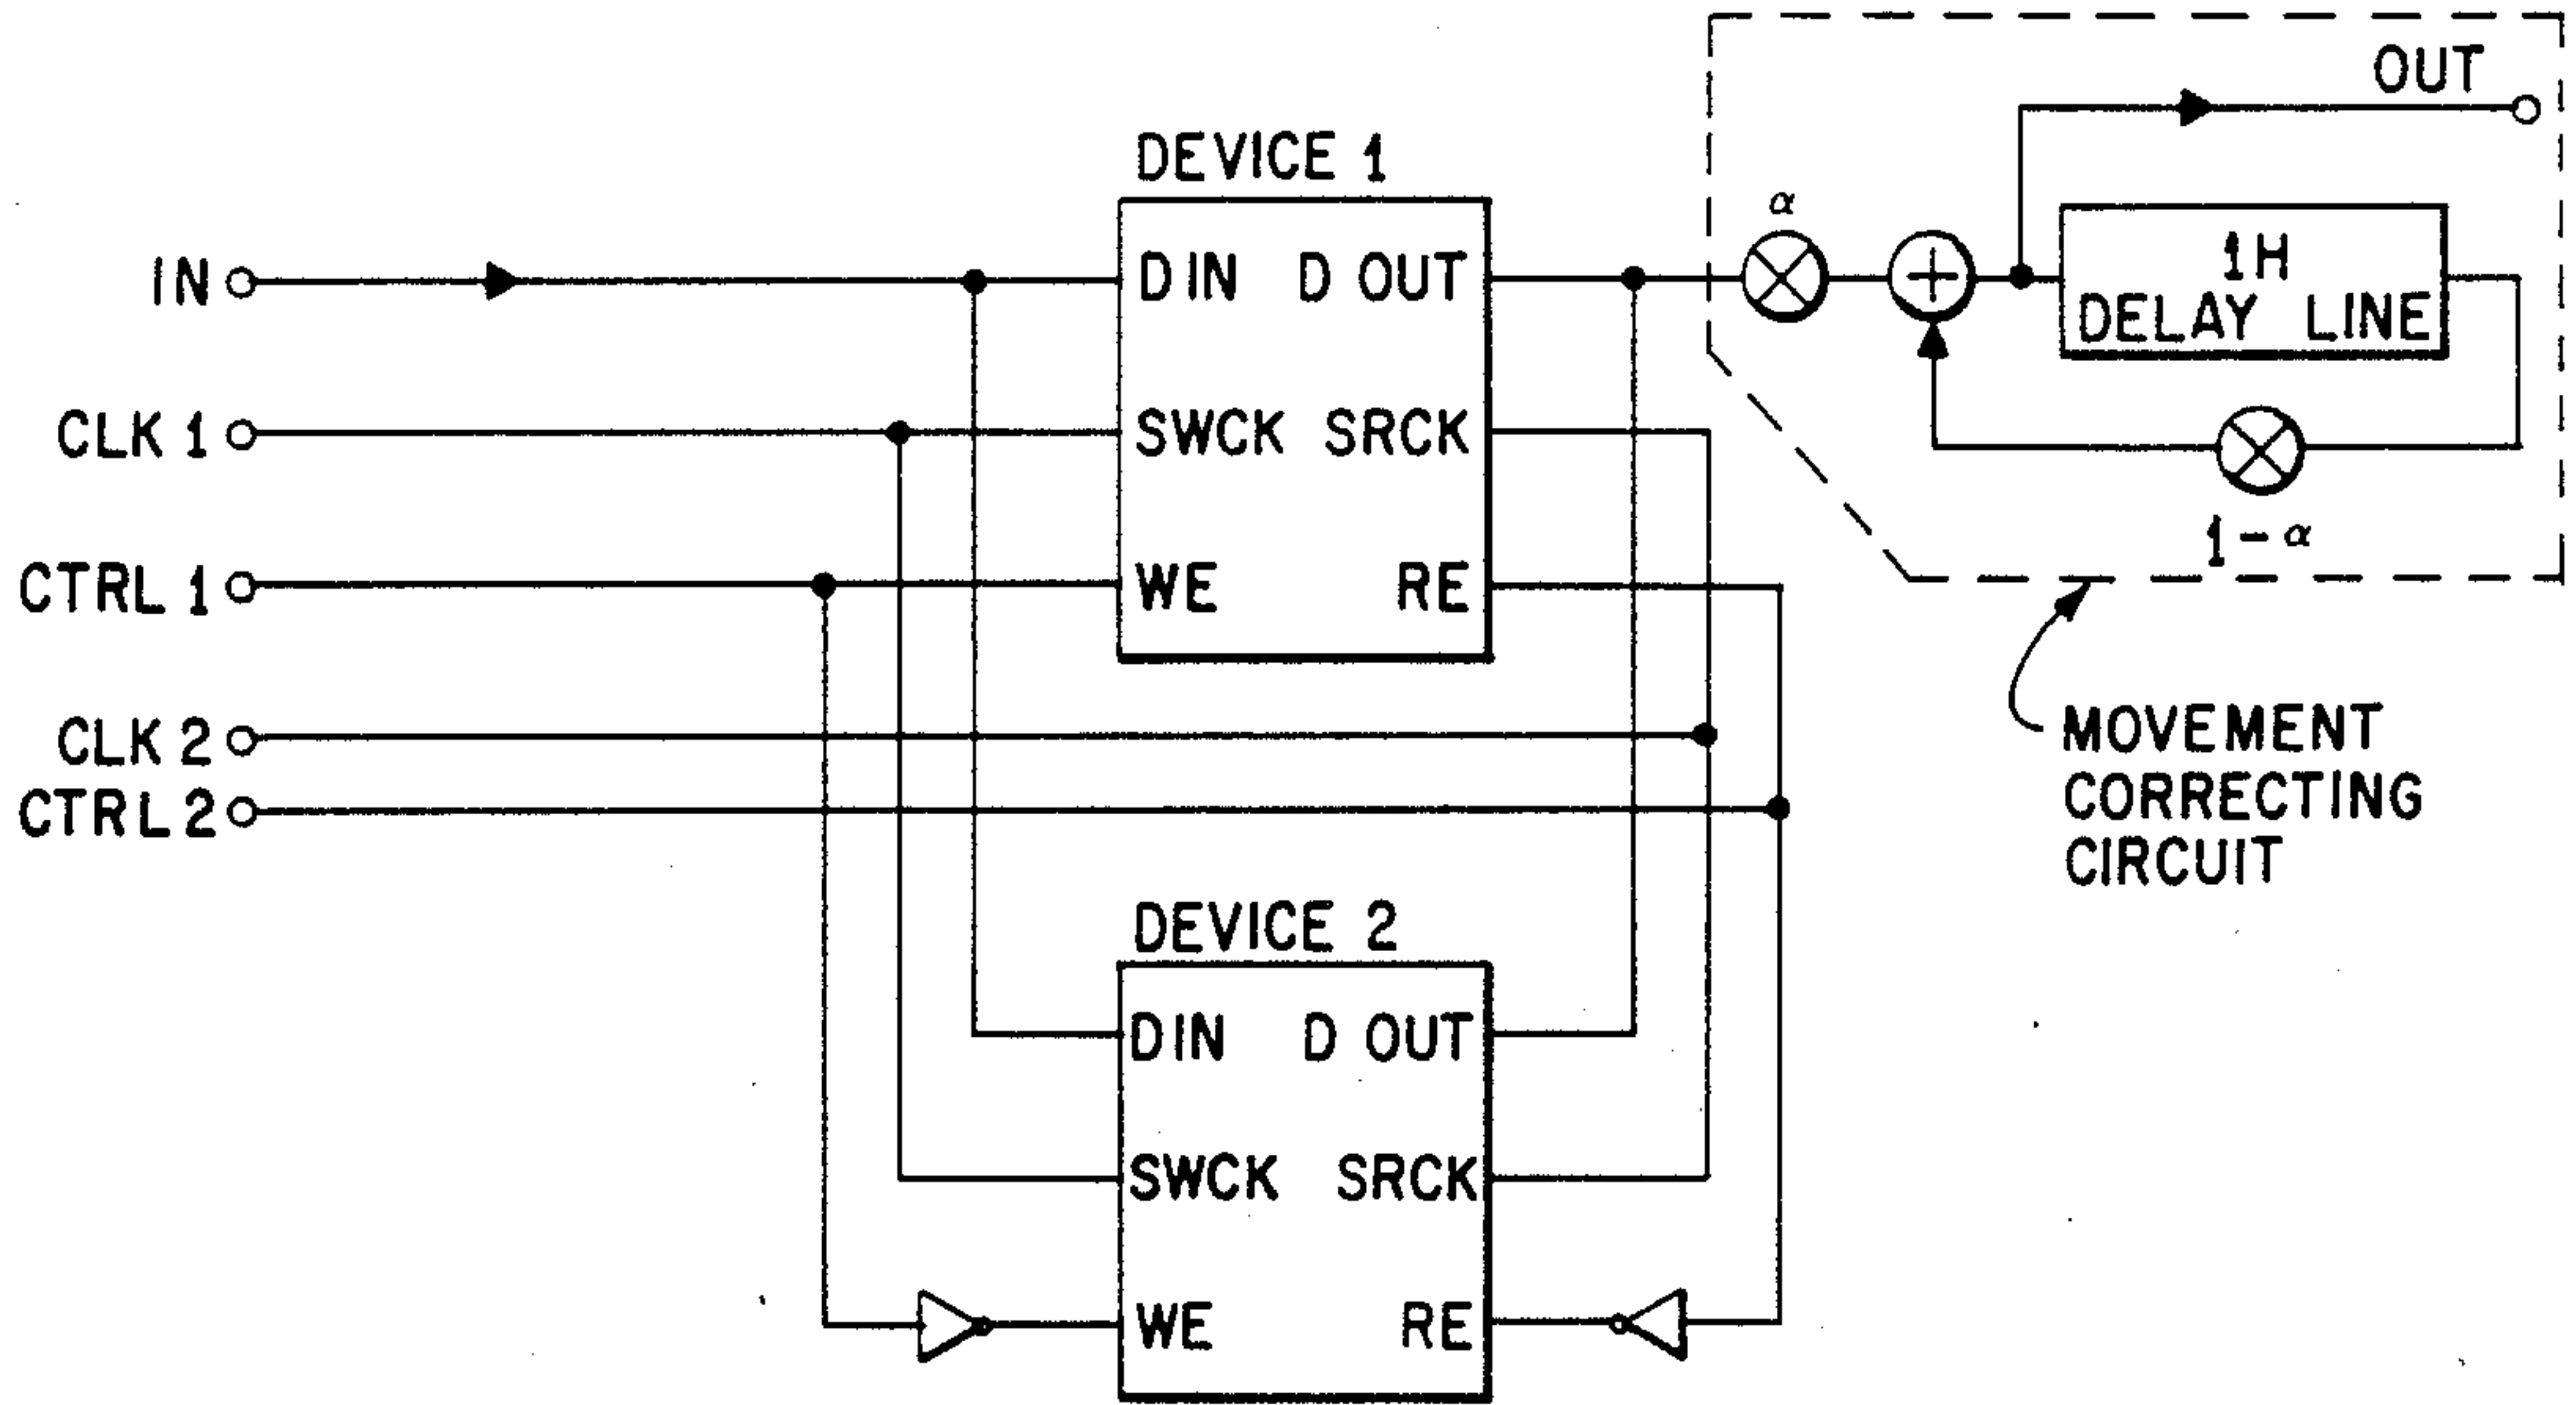 OUT
DEVICE 1
α
IN
D IN D OUT
1H
DELAY LINE
CLK 1
SWCK SRCK
1 - α
CTRL 1
WE RE
CLK 2
CTRL 2
MOVEMENT
CORRECTING
CIRCUIT
DEVICE 2
D IN D OUT
SWCK SRCK
WE RE